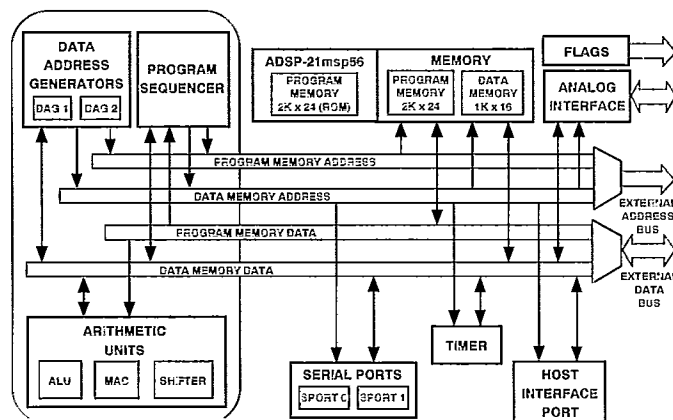 DATA
ADDRESS
GENERATORS
DAG 1
DAG 2
PROGRAM
SEQUENCER
ADSP-21msp56
PROGRAM
MEMORY
2K x 24 (ROM)
MEMORY
PROGRAM
MEMORY
2K x 24
DATA
MEMORY
1K x 16
FLAGS
ANALOG
INTERFACE
PROGRAM MEMORY ADDRESS
DATA MEMORY ADDRESS
EXTERNAL
ADDRESS
BUS
PROGRAM MEMORY DATA
DATA MEMORY DATA
EXTERNAL
DATA
BUS
ARITHMETIC
UNITS
ALU
MAC
SHIFTER
SERIAL PORTS
SPORT 0
SPORT 1
TIMER
HOST
INTERFACE
PORT